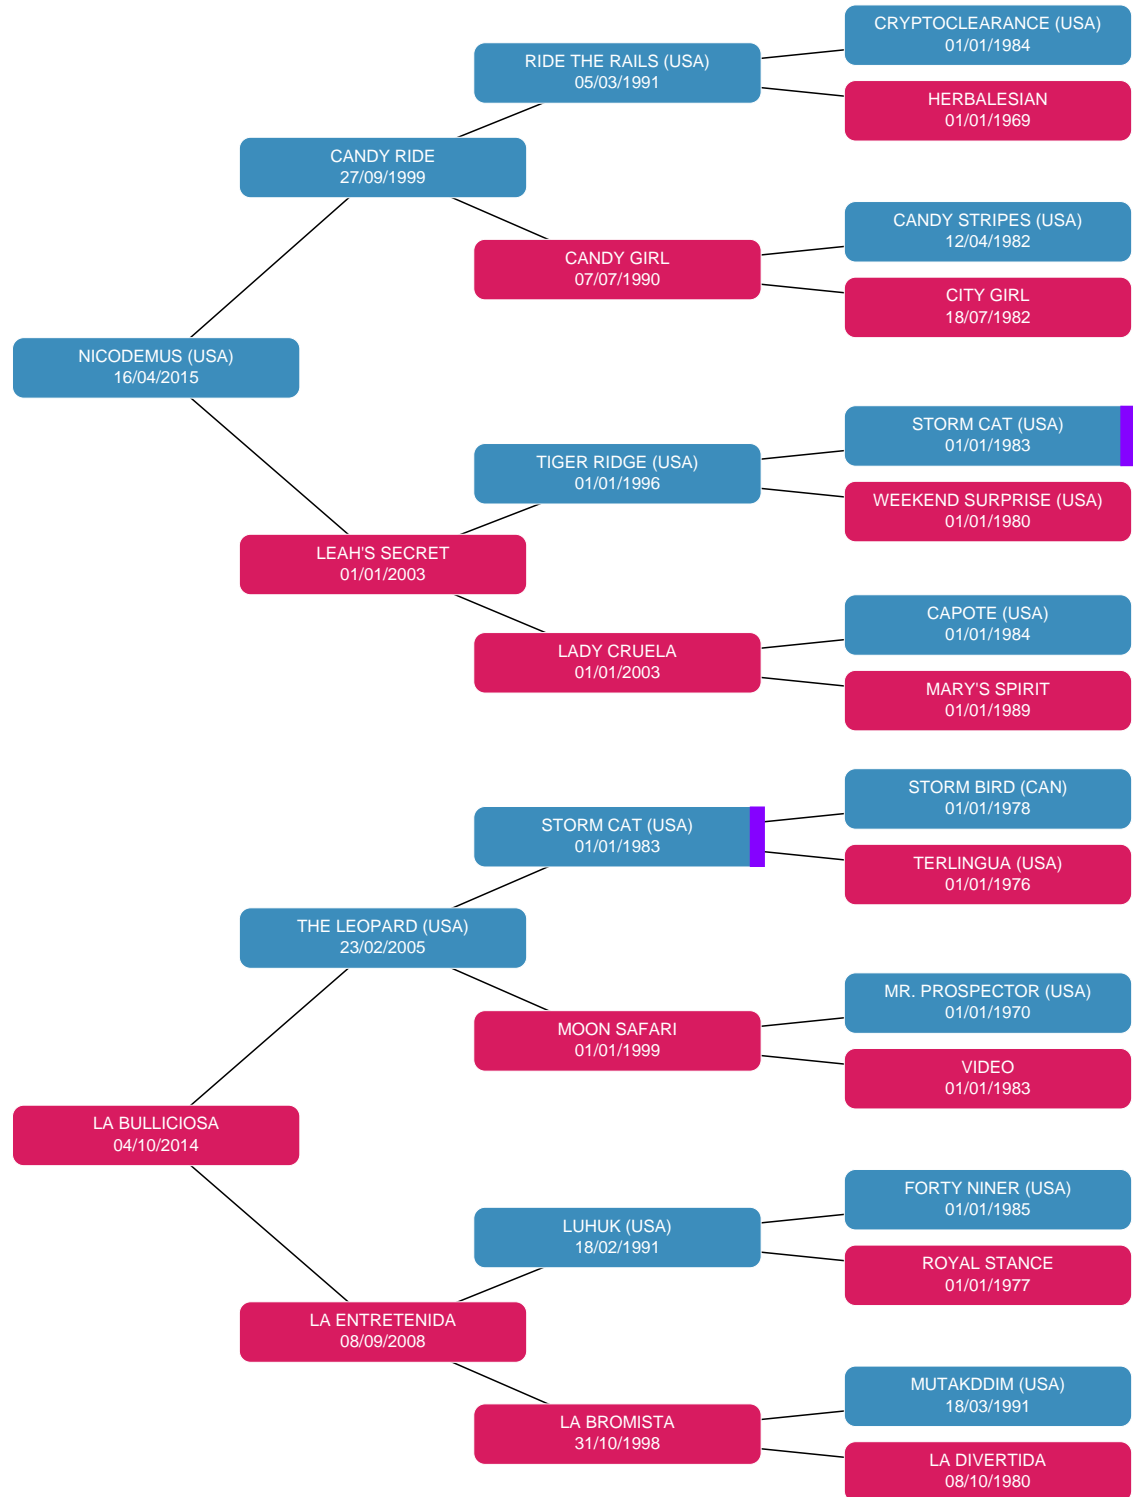 CRYPTOCLEARANCE (USA)
01/01/1984
RIDE THE RAILS (USA)
05/03/1991
HERBALESIAN
01/01/1969
CANDY RIDE
27/09/1999
CANDY STRIPES (USA)
12/04/1982
CANDY GIRL
07/07/1990
CITY GIRL
18/07/1982
NICODEMUS (USA)
16/04/2015
STORM CAT (USA)
01/01/1983
TIGER RIDGE (USA)
01/01/1996
WEEKEND SURPRISE (USA)
01/01/1980
LEAH'S SECRET
01/01/2003
CAPOTE (USA)
01/01/1984
LADY CRUELA
01/01/2003
MARY'S SPIRIT
01/01/1989
STORM BIRD (CAN)
01/01/1978
STORM CAT (USA)
01/01/1983
TERLINGUA (USA)
01/01/1976
THE LEOPARD (USA)
23/02/2005
MR. PROSPECTOR (USA)
01/01/1970
MOON SAFARI
01/01/1999
VIDEO
01/01/1983
LA BULLICIOSA
04/10/2014
FORTY NINER (USA)
01/01/1985
LUHUK (USA)
18/02/1991
ROYAL STANCE
01/01/1977
LA ENTRETENIDA
08/09/2008
MUTAKDDIM (USA)
18/03/1991
LA BROMISTA
31/10/1998
LA DIVERTIDA
08/10/1980